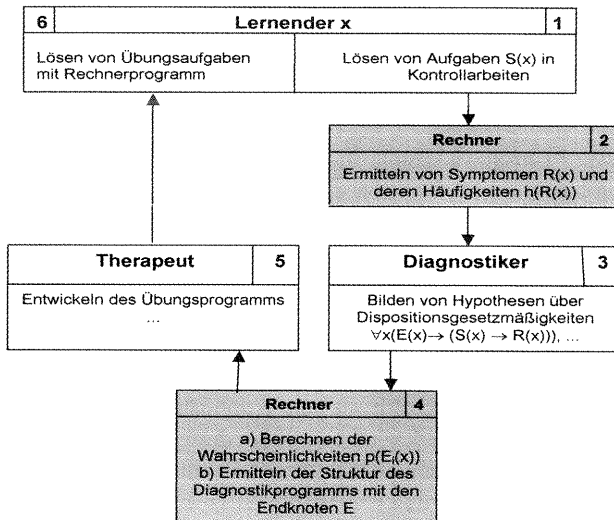 6 Lernender x 1
Lösen von Übungsaufgaben
mit Rechnerprogramm
Lösen von Aufgaben S(x) in
Kontrollarbeiten
Rechner 2
Ermitteln von Symptomen R(x) und
deren Häufigkeiten h(R(x))
Diagnostiker 3
Bilden von Hypothesen über
Dispositionsgesetzmäßigkeiten
∀x(E(x)→ (S(x) → R(x))), ...
Rechner 4
a) Berechnen der
Wahrscheinlichkeiten p(Eᵢ(x))
b) Ermitteln der Struktur des
Diagnostikprogramms mit den
Endknoten E
Therapeut 5
Entwickeln des Übungsprogramms
...